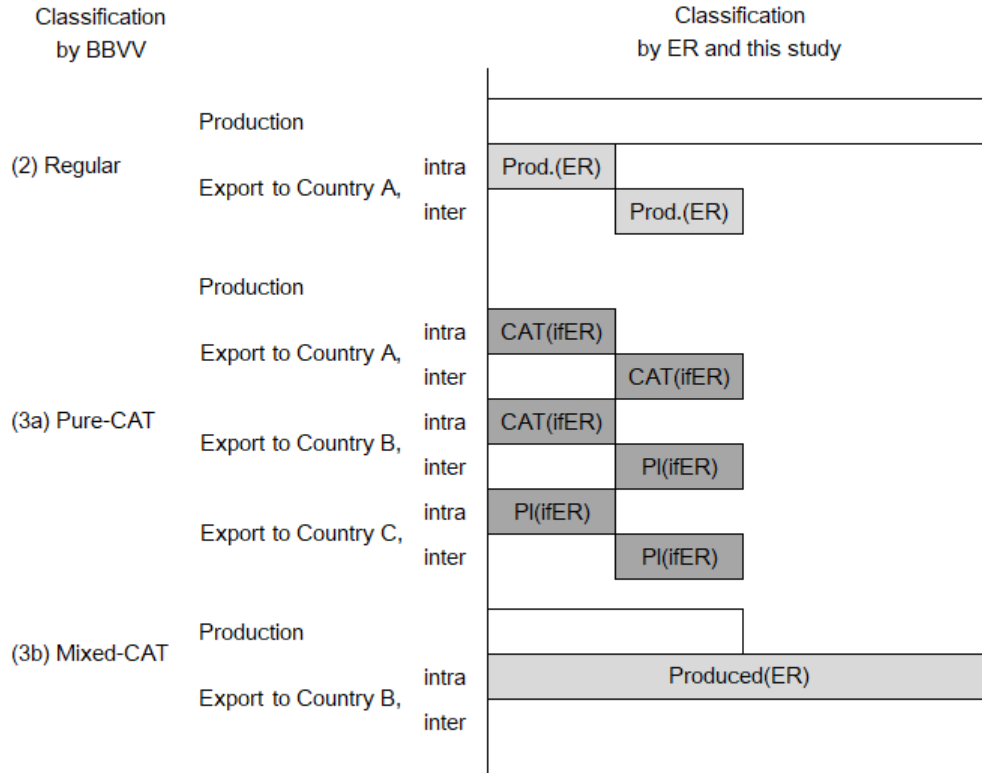 Classification
by BBVV
Classification
by ER and this study
Production
(2) Regular
Export to Country A,
intra
Prod.(ER)
inter
Prod.(ER)
Production
Export to Country A,
intra
CAT(ifER)
inter
CAT(ifER)
(3a) Pure-CAT
Export to Country B,
intra
CAT(ifER)
inter
PI(ifER)
Export to Country C,
intra
PI(ifER)
inter
PI(ifER)
Production
(3b) Mixed-CAT
Export to Country B,
intra
Produced(ER)
inter